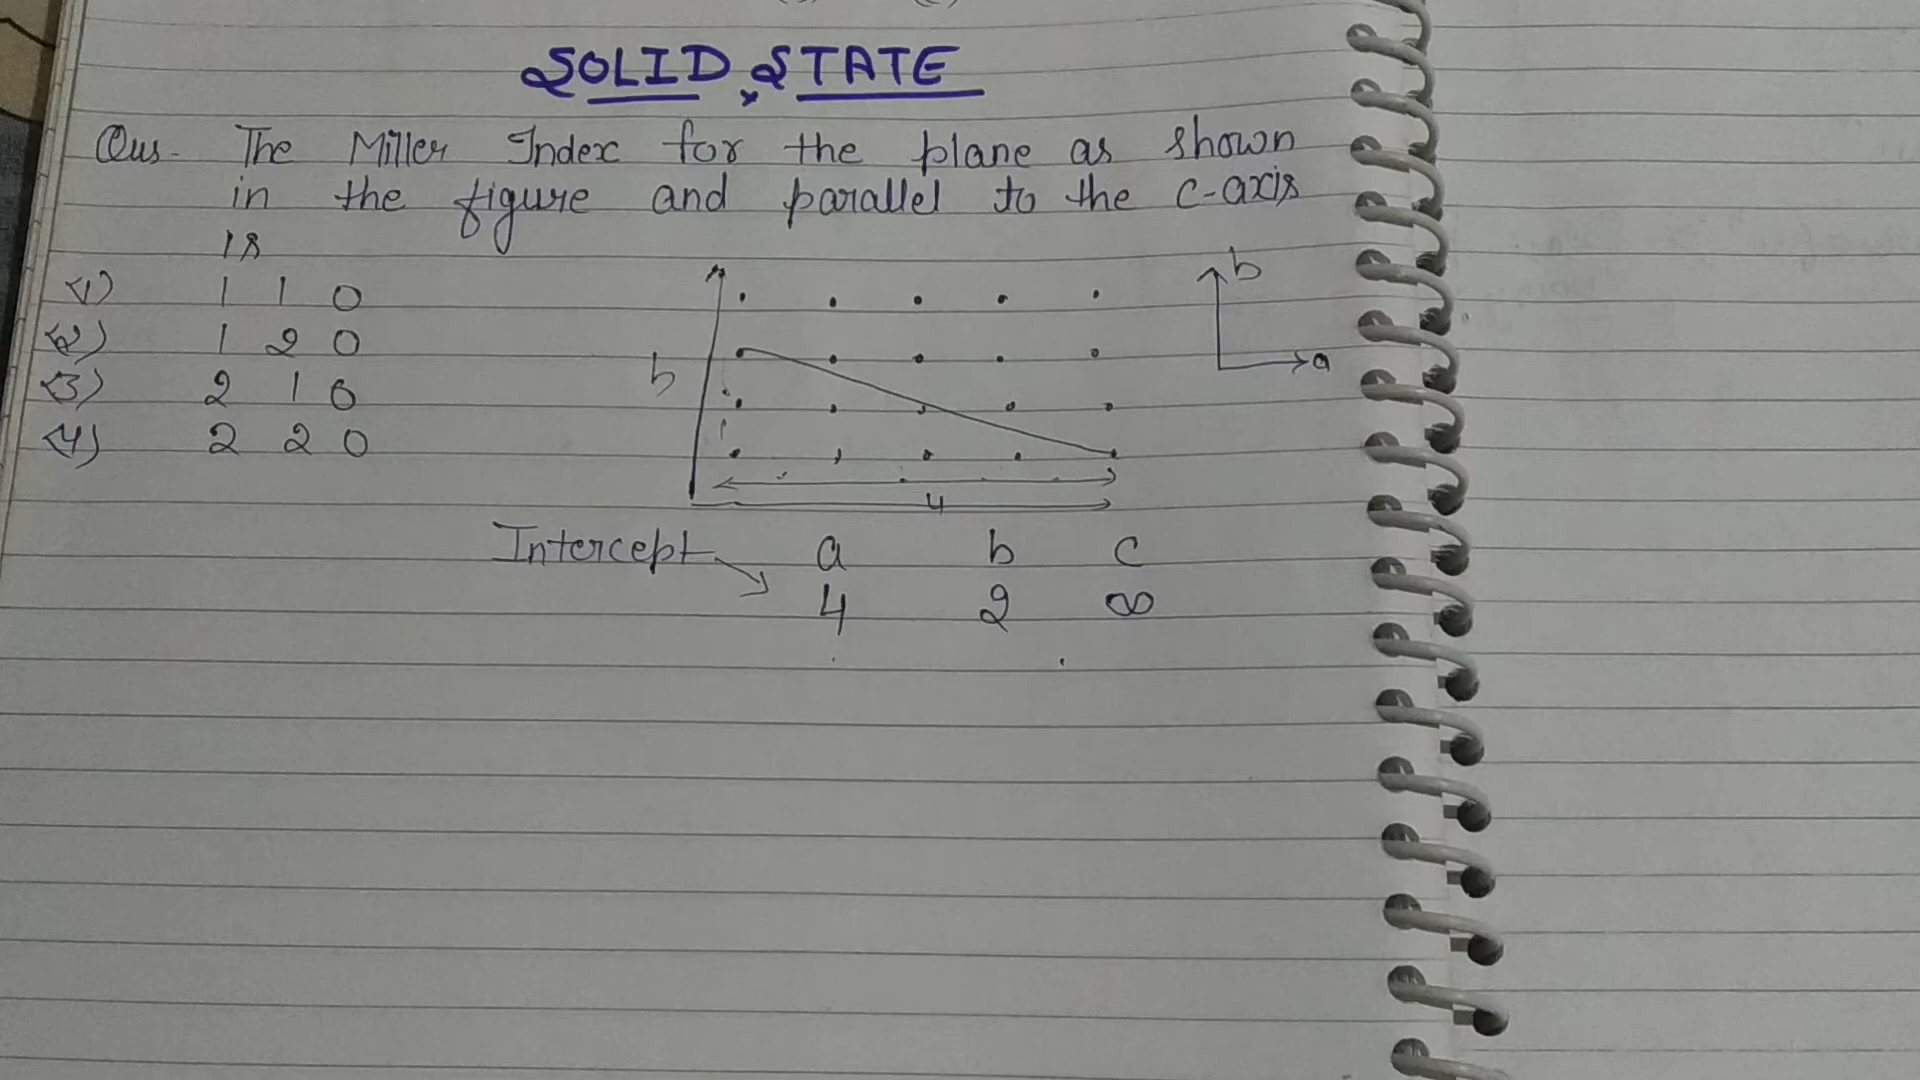 SOLID STATE
Qus- The Miller Index for the plane as shown
in the figure and parallel to the c-axis
is
(1) 1 1 0
(2) 1 2 0
(3) 2 1 0
(4) 2 2 0
b
b
a
4
Intercept → a b c
4 2 ∞